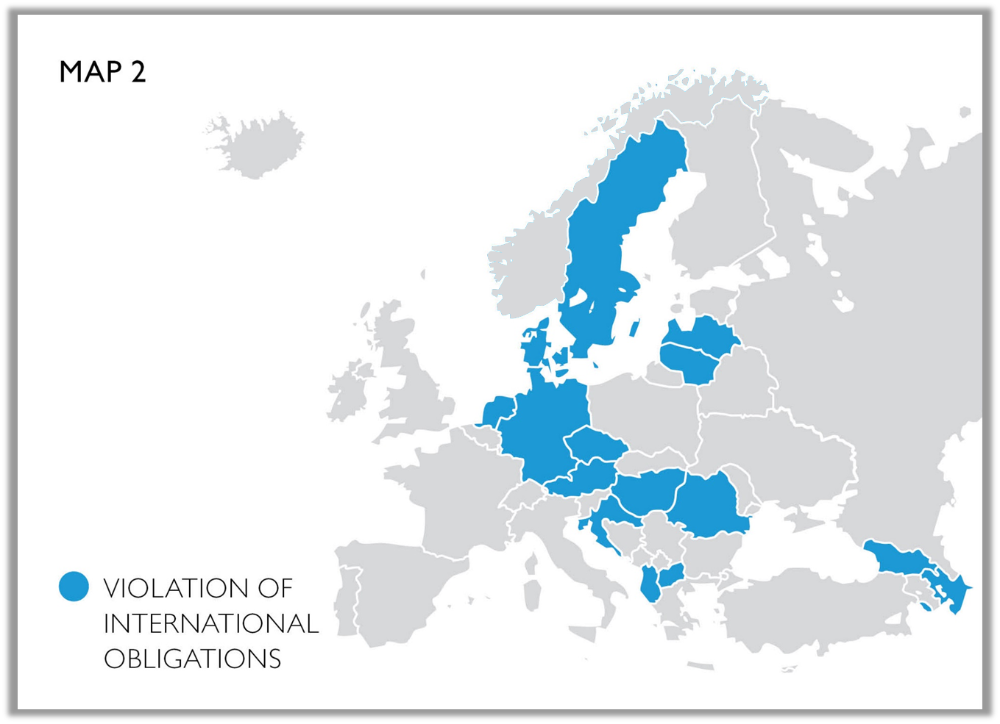 MAP 2
VIOLATION OF
INTERNATIONAL
OBLIGATIONS